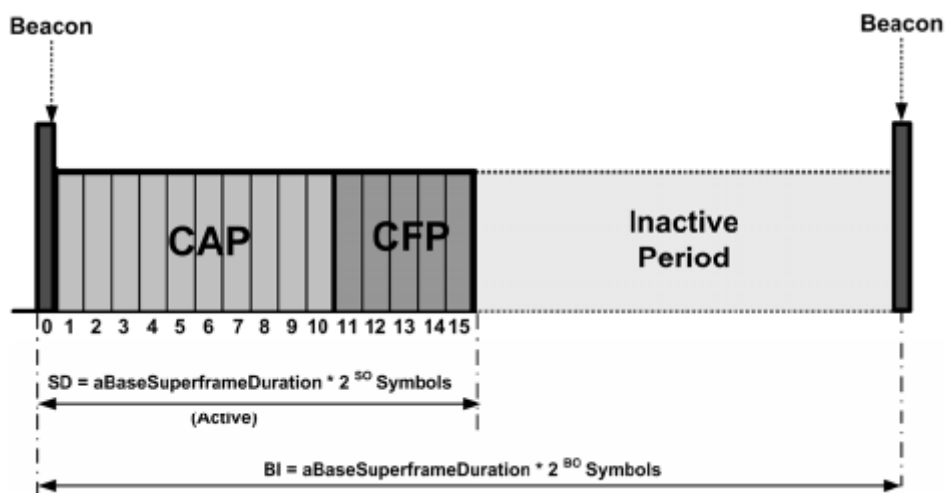 Beacon
Beacon
CAP
CFP
Inactive
Period
0 1 2 3 4 5 6 7 8 9 10 11 12 13 14 15
SD = aBaseSuperframeDuration * 2 SO Symbols
(Active)
BI = aBaseSuperframeDuration * 2 BO Symbols